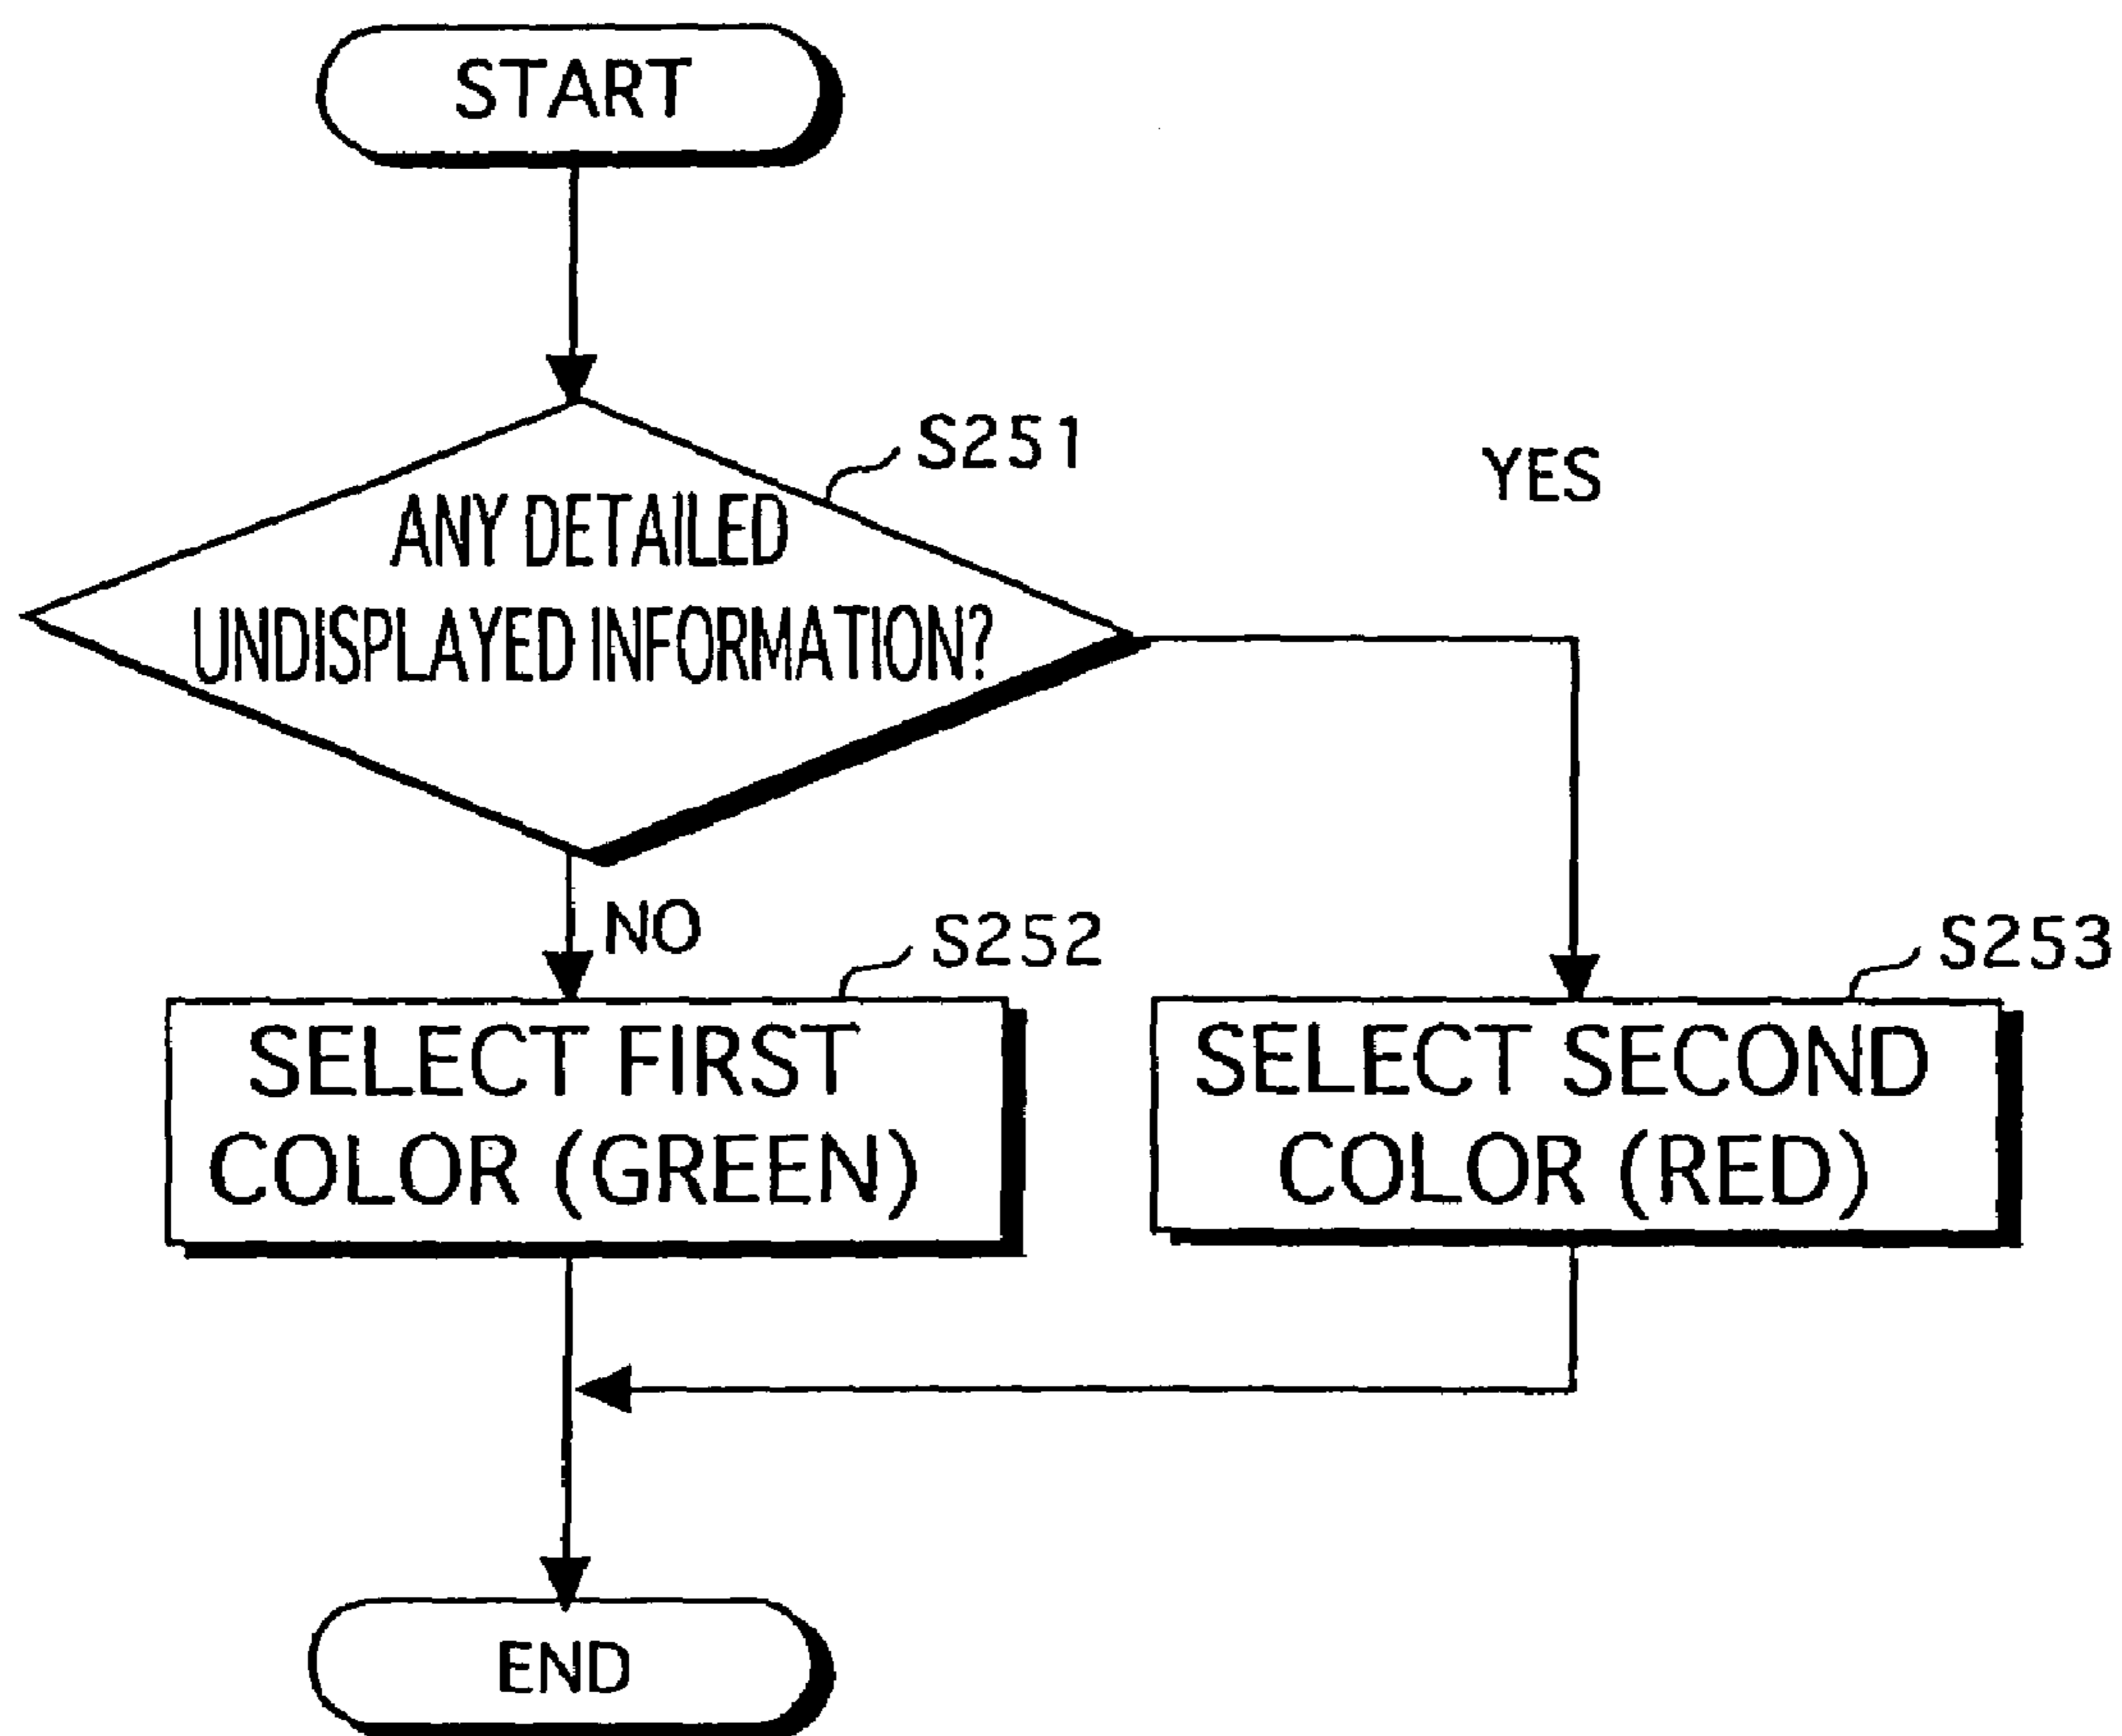 START
S251
YES
ANY DETAILED
UNDISPLAYED INFORMATION?
NO
S252
S253
SELECT FIRST
COLOR (GREEN)
SELECT SECOND
COLOR (RED)
END